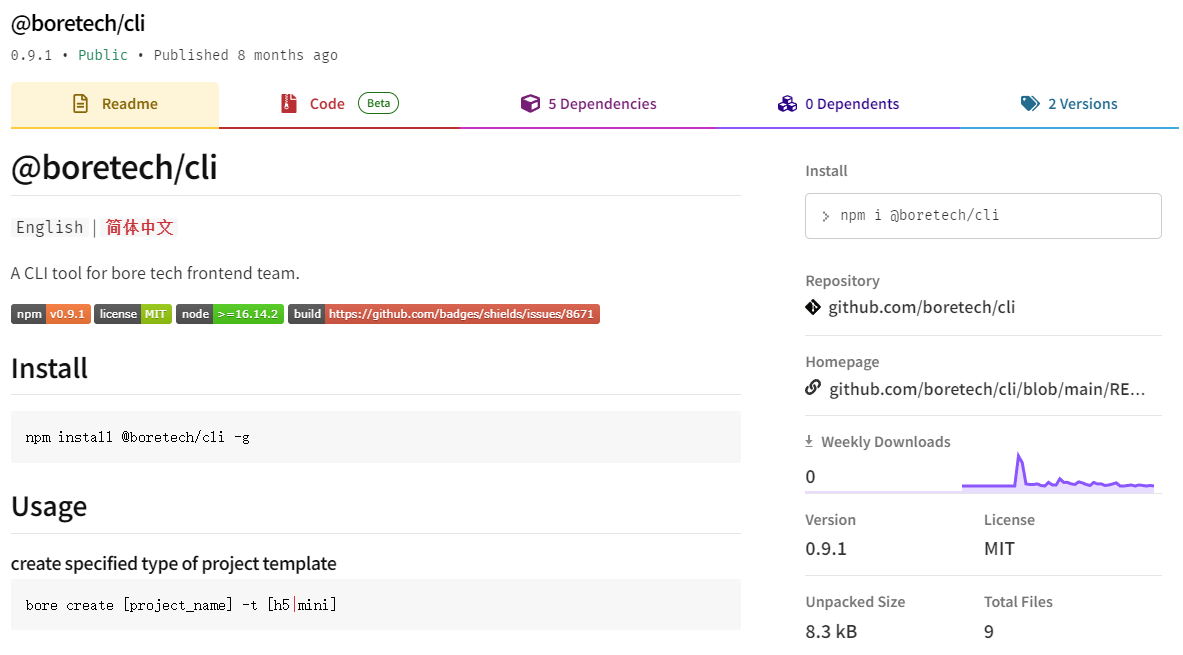 @boretech/cli
0.9.1 • Public • Published 8 months ago
Readme
Code Beta
5 Dependencies
0 Dependents
2 Versions
@boretech/cli
English | 简体中文
A CLI tool for bore tech frontend team.
npm v0.9.1 license MIT node >=16.14.2 build https://github.com/badges/shields/issues/8671
Install
npm install @boretech/cli -g
Usage
create specified type of project template
bore create [project_name] -t [h5|mini]
Install
npm i @boretech/cli
Repository
github.com/boretech/cli
Homepage
github.com/boretech/cli/blob/main/RE...
Weekly Downloads
0
Version
0.9.1
License
MIT
Unpacked Size
8.3 kB
Total Files
9